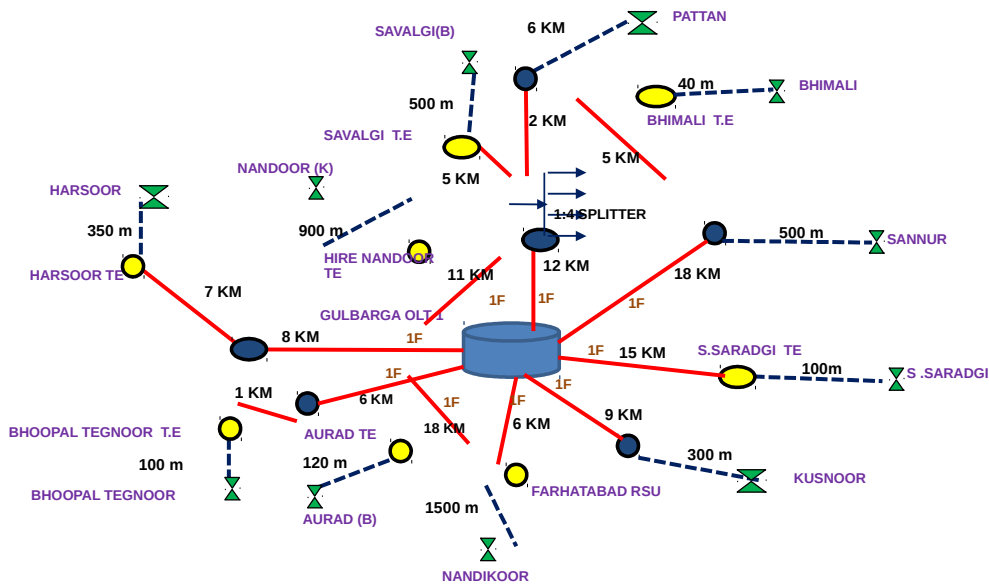 PATTAN
6 KM
SAVALGI(B)
40 m
BHIMALI
500 m
2 KM
BHIMALI  T.E
SAVALGI  T.E
5 KM
NANDOOR (K)
5 KM
HARSOOR
1:4 SPLITTER
350 m
900 m
500 m
SANNUR
HIRE NANDOOR
TE
12 KM
HARSOOR TE
11 KM
18 KM
7 KM
1F
1F
1F
GULBARGA OLT-1
8 KM
1F
1F
15 KM
S.SARADGI  TE
100m
S .SARADGI
1F
1F
1 KM
6 KM
1F
1F
9 KM
18 KM
6 KM
BHOOPAL TEGNOOR  T.E
AURAD TE
300 m
100 m
120 m
KUSNOOR
BHOOPAL TEGNOOR
FARHATABAD RSU
1500 m
AURAD (B)
NANDIKOOR